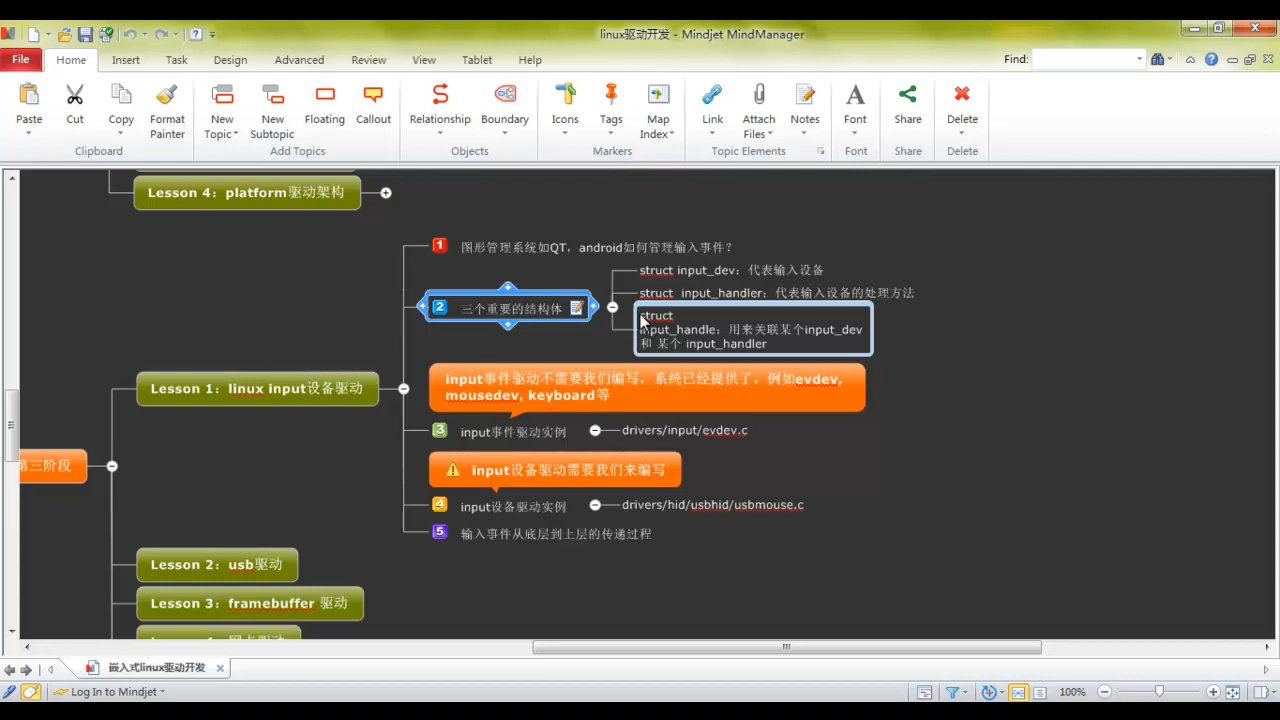 linux驱动开发 - Mindjet MindManager
File Home Insert Task Design Advanced Review View Tablet Help Find:
Paste Cut Copy Format Painter New Topic New Subtopic Floating Callout Relationship Boundary Icons Tags Map Index Link Attach Files Notes Font Share Delete
Clipboard Add Topics Objects Markers Topic Elements Font Share Delete
Lesson 4：platform驱动架构
1 图形管理系统如QT，android如何管理输入事件？
struct input_dev：代表输入设备
2 三个重要的结构体
struct input_handler：代表输入设备的处理方法
struct
input_handle：用来关联某个input_dev
和 某个 input_handler
Lesson 1：linux input设备驱动
input事件驱动不需要我们编写，系统已经提供了，例如evdev,
mousedev, keyboard等
3 input事件驱动实例 drivers/input/evdev.c
input设备驱动需要我们来编写
4 input设备驱动实例 drivers/hid/usbhid/usbmouse.c
5 输入事件从底层到上层的传递过程
第三阶段
Lesson 2：usb驱动
Lesson 3：framebuffer 驱动
嵌入式linux驱动开发
Log In to Mindjet 100%